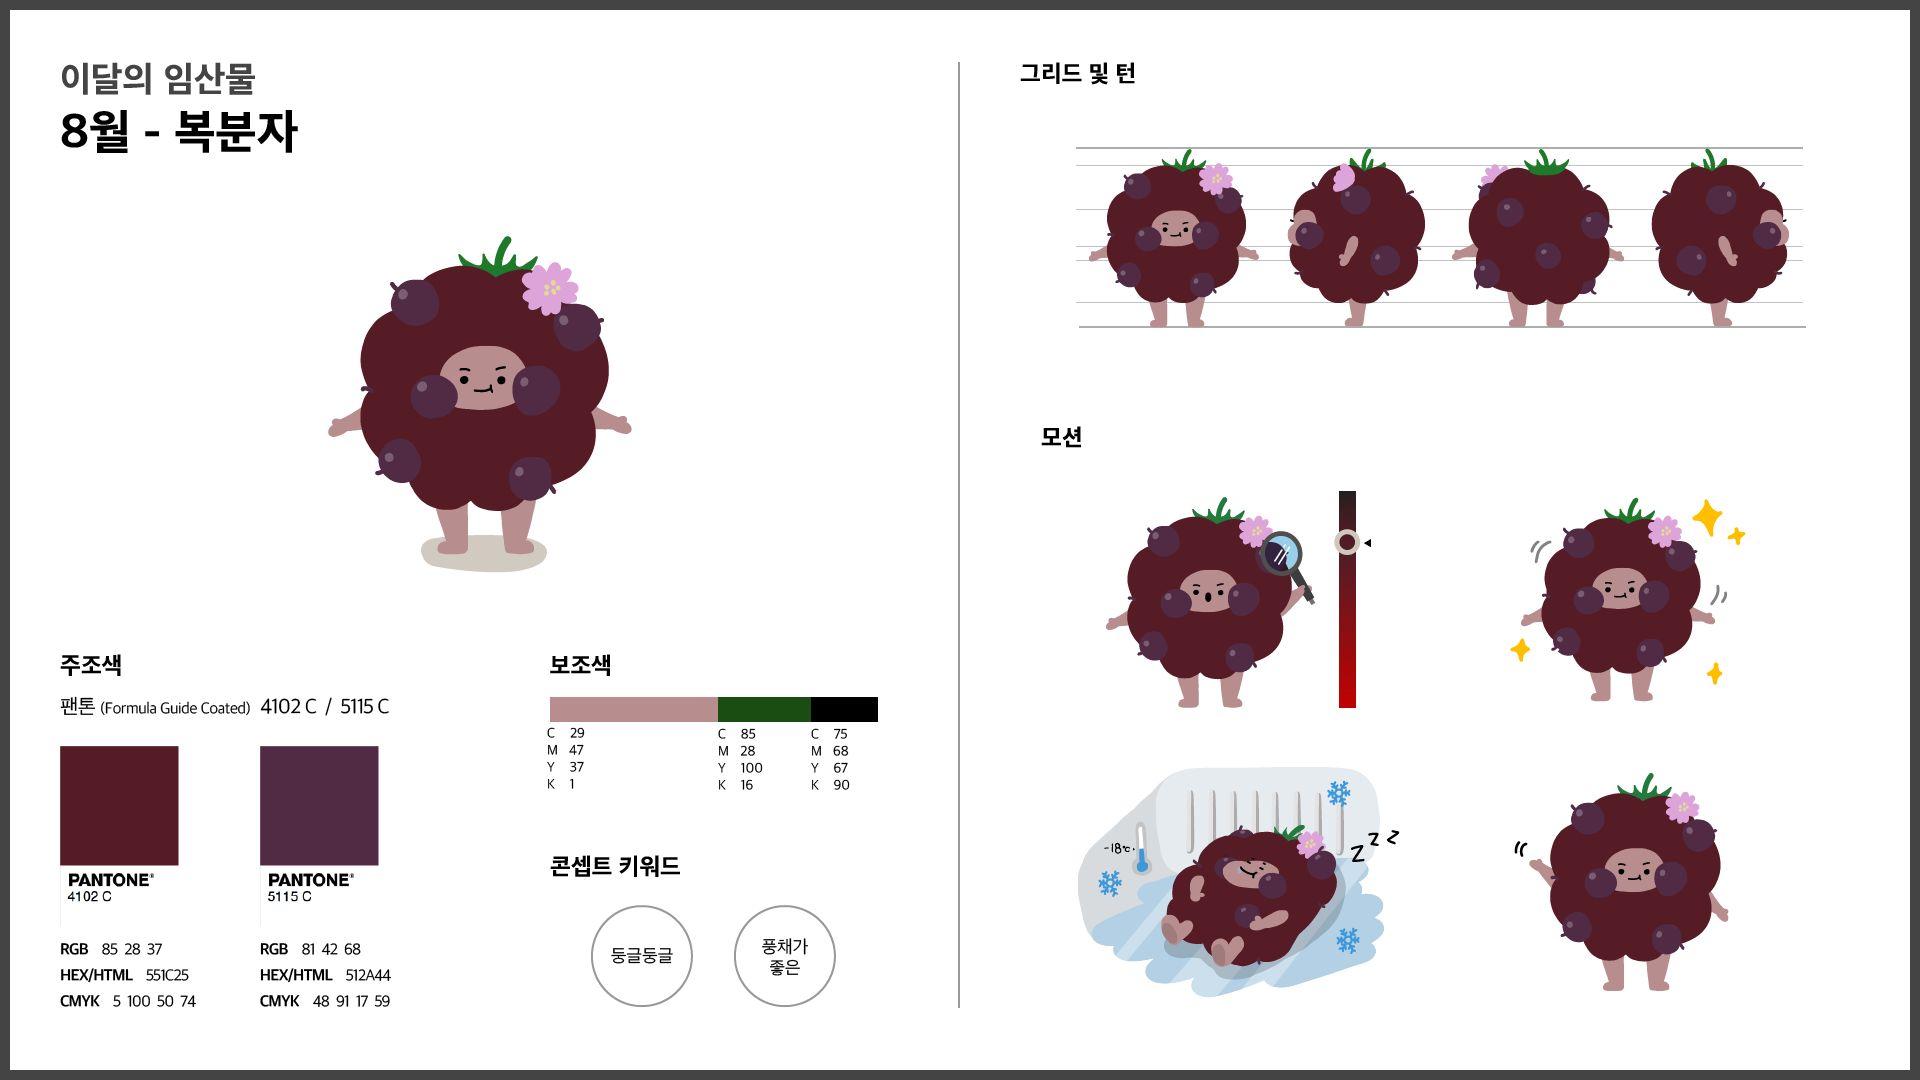 이달의 임산물
8월 - 복분자
주조색
팬톤 (Formula Guide Coated) 4102 C / 5115 C
PANTONE®
4102 C
RGB 85 28 37
HEX/HTML 551C25
CMYK 5 100 50 74
PANTONE®
5115 C
RGB 81 42 68
HEX/HTML 512A44
CMYK 48 91 17 59
보조색
C 29
M 47
Y 37
K 1
C 85
M 28
Y 100
K 16
C 75
M 68
Y 67
K 90
콘셉트 키워드
둥글둥글
풍채가
좋은
그리드 및 턴
모션
-18℃
z z z